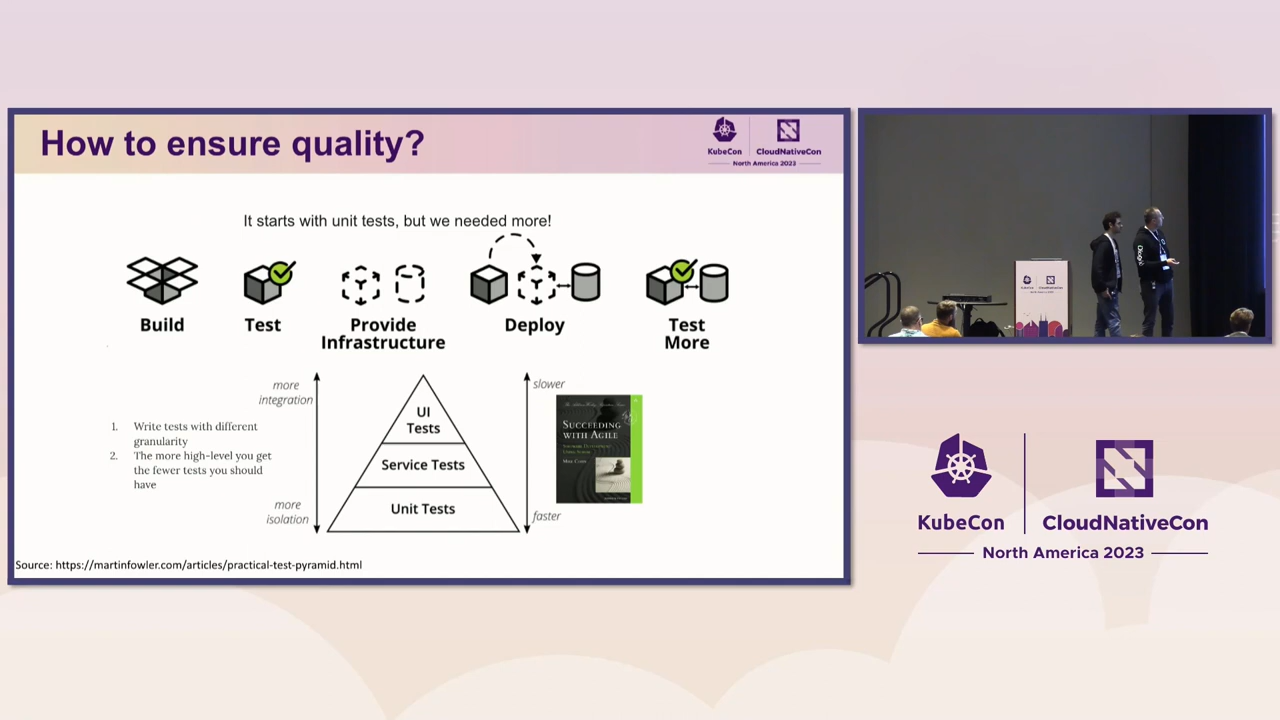 How to ensure quality?
KubeCon
CloudNativeCon
North America 2023
It starts with unit tests, but we needed more!
Build
Test
Provide
Infrastructure
Deploy
Test
More
more
integration
slower
UI
Tests
Service Tests
Unit Tests
1. Write tests with different
granularity
2. The more high-level you get
the fewer tests you should
have
more
isolation
faster
SUCCEEDING
WITH AGILE
MIKE COHN
Source: https://martinfowler.com/articles/practical-test-pyramid.html
KubeCon
CloudNativeCon
North America 2023